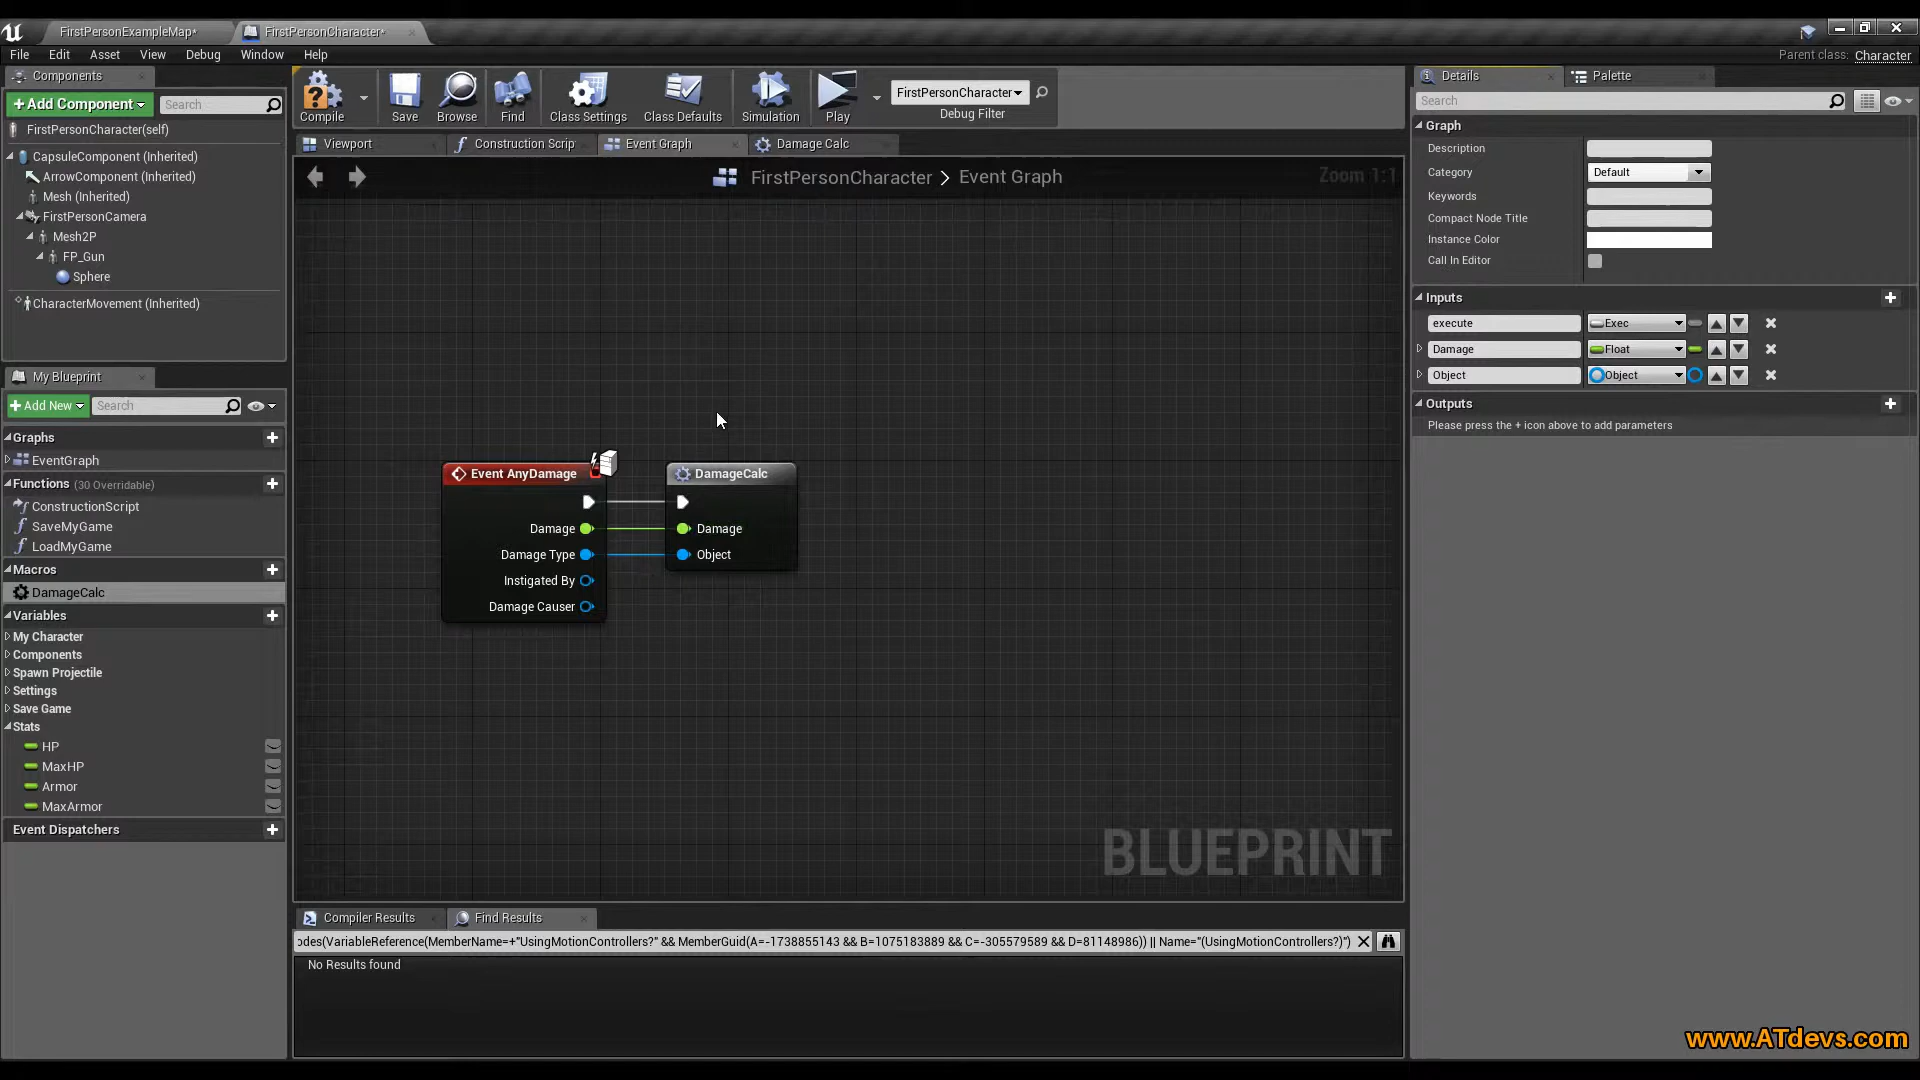 FirstPersonExampleMap*
FirstPersonCharacter*
File Edit Asset View Debug Window Help
Parent class: Character
Components
+Add Component
Search
FirstPersonCharacter(self)
CapsuleComponent (Inherited)
ArrowComponent (Inherited)
Mesh (Inherited)
FirstPersonCamera
Mesh2P
FP_Gun
Sphere
CharacterMovement (Inherited)
My Blueprint
+Add New
Search
Graphs
EventGraph
Functions (30 Overridable)
ConstructionScript
SaveMyGame
LoadMyGame
Macros
DamageCalc
Variables
My Character
Components
Spawn Projectile
Settings
Save Game
Stats
HP
MaxHP
Armor
MaxArmor
Event Dispatchers
Compile
Save
Browse
Find
Class Settings
Class Defaults
Simulation
Play
FirstPersonCharacter
Debug Filter
Viewport
Construction Scrip
Event Graph
Damage Calc
FirstPersonCharacter > Event Graph
Zoom 1:1
Event AnyDamage
Damage
Damage Type
Instigated By
Damage Causer
DamageCalc
Damage
Object
BLUEPRINT
Compiler Results
Find Results
odes(VariableReference(MemberName=+"UsingMotionControllers?" && MemberGuid(A=-1738855143 && B=1075183889 && C=-305579589 && D=81148986)) || Name="(UsingMotionControllers?)")
No Results found
Details
Palette
Search
Graph
Description
Category Default
Keywords
Compact Node Title
Instance Color
Call In Editor
Inputs
execute Exec
Damage Float
Object Object
Outputs
Please press the + icon above to add parameters
www.ATdevs.com